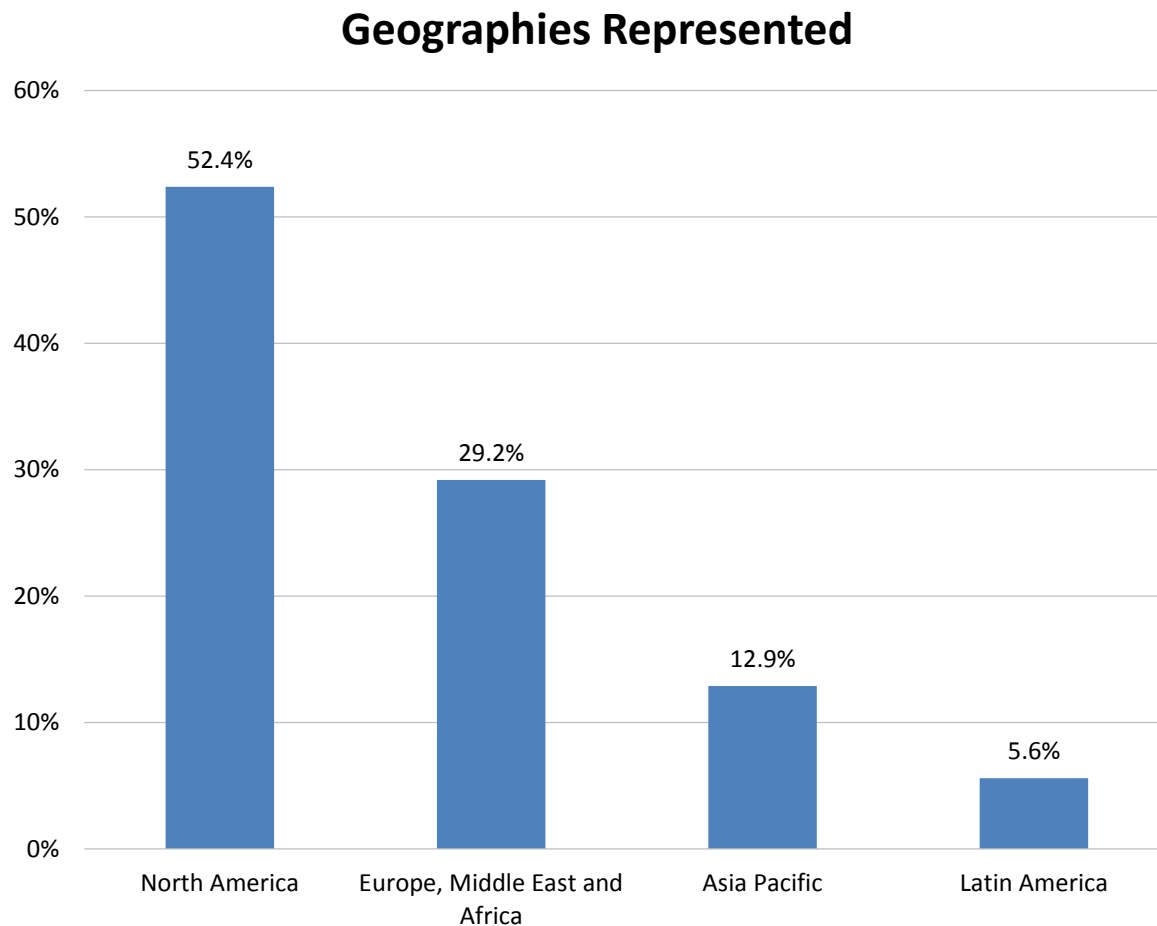 Geographies Represented
60%
52.4%
50%
40%
29.2%
30%
20%
12.9%
10%
5.6%
0%
North America
Europe, Middle East and
Africa
Asia Pacific
Latin America